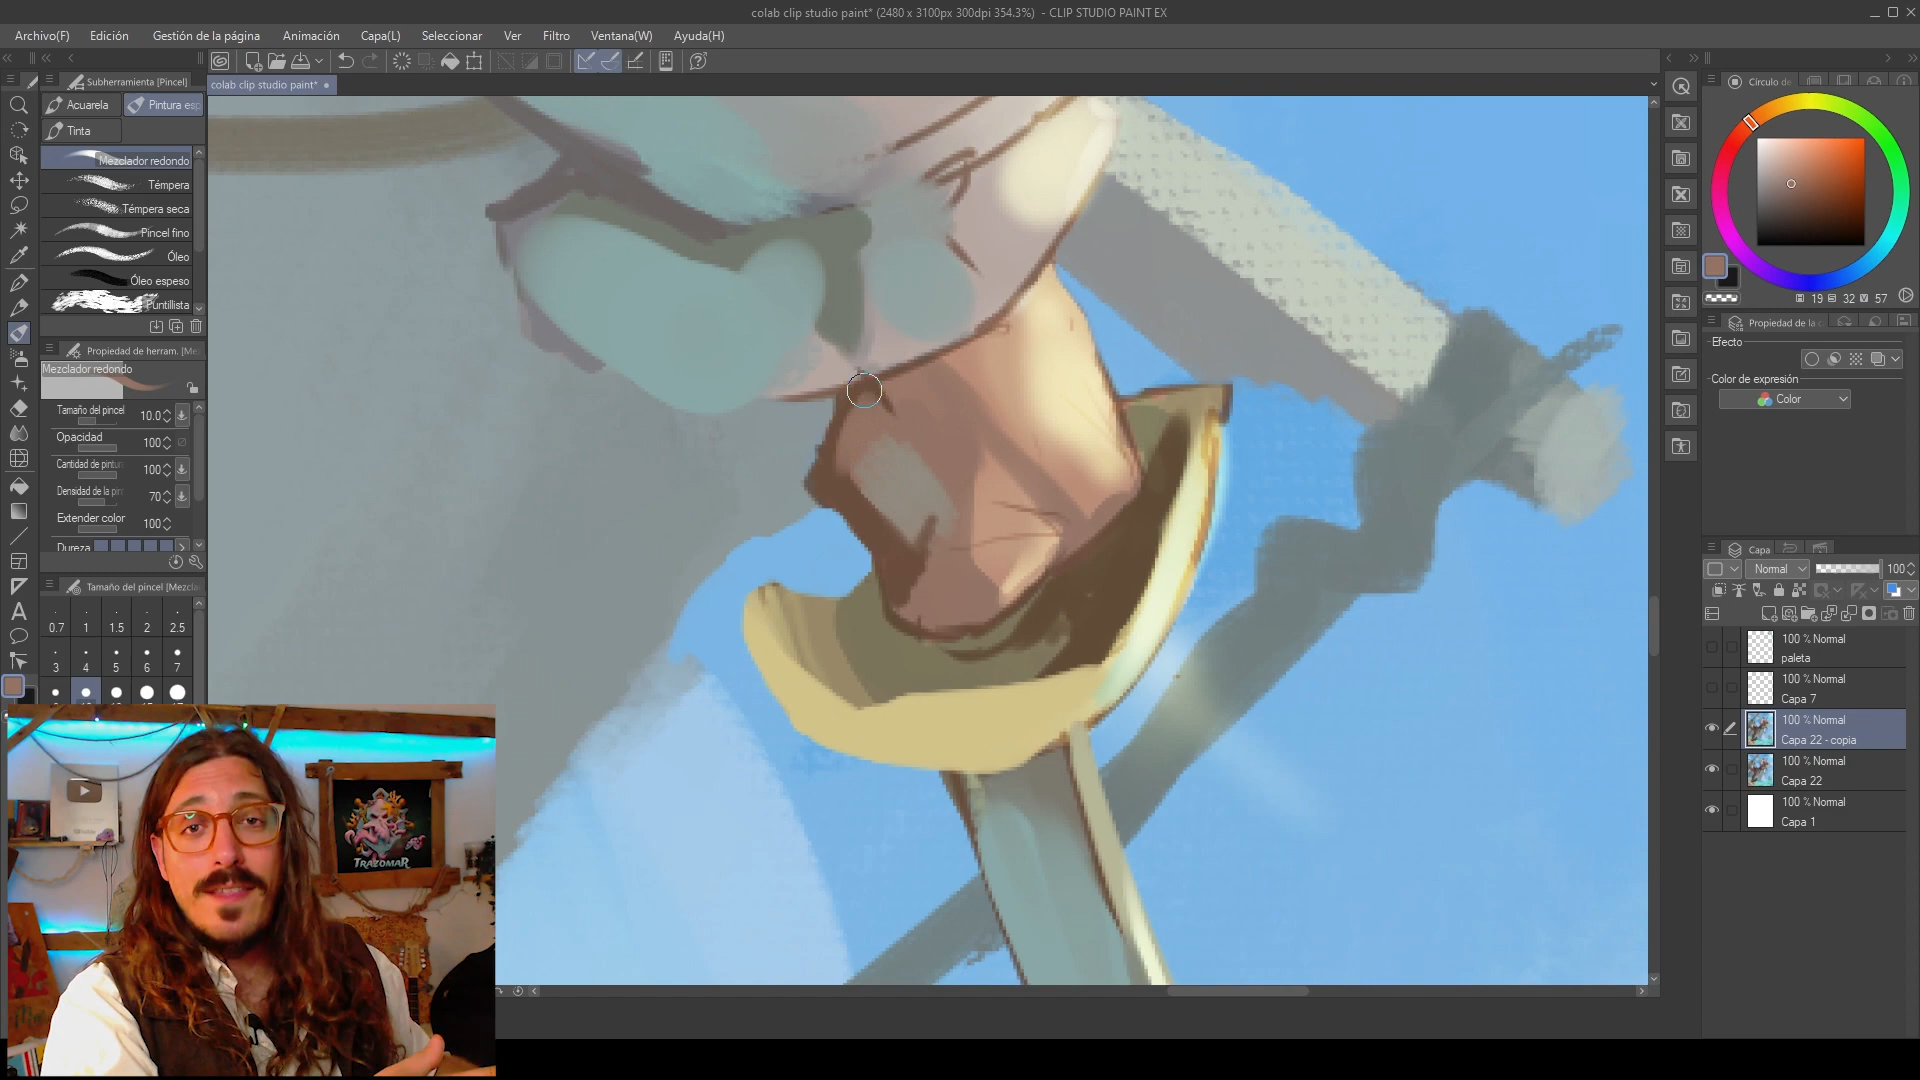 colab clip studio paint* (2480 x 3100px 300dpi 354.3%) - CLIP STUDIO PAINT EX
Archivo(F) Edición Gestión de la página Animación Capa(L) Seleccionar Ver Filtro Ventana(W) Ayuda(H)
Subherramienta [Pincel]
colab clip studio paint*
Acuarela Pintura esp
Tinta
Mezclador redondo
Témpera
Témpera seca
Pincel fino
Óleo
Óleo espeso
Puntillista
Propiedad de herram. [Me
Mezclador redondo
Tamaño del pincel 10.0
Opacidad 100
Cantidad de pintur 100
Densidad de la pin 70
Extender color 100
Dureza
Tamaño del pincel [Mezcla
0.7 1 1.5 2 2.5
3 4 5 6 7
TRAZOMAR
Círculo de
19 32 57
Propiedad de la c
Efecto
Color de expresión
Color
Capa
Normal 100
100 % Normal
paleta
100 % Normal
Capa 7
100 % Normal
Capa 22 - copia
100 % Normal
Capa 22
100 % Normal
Capa 1